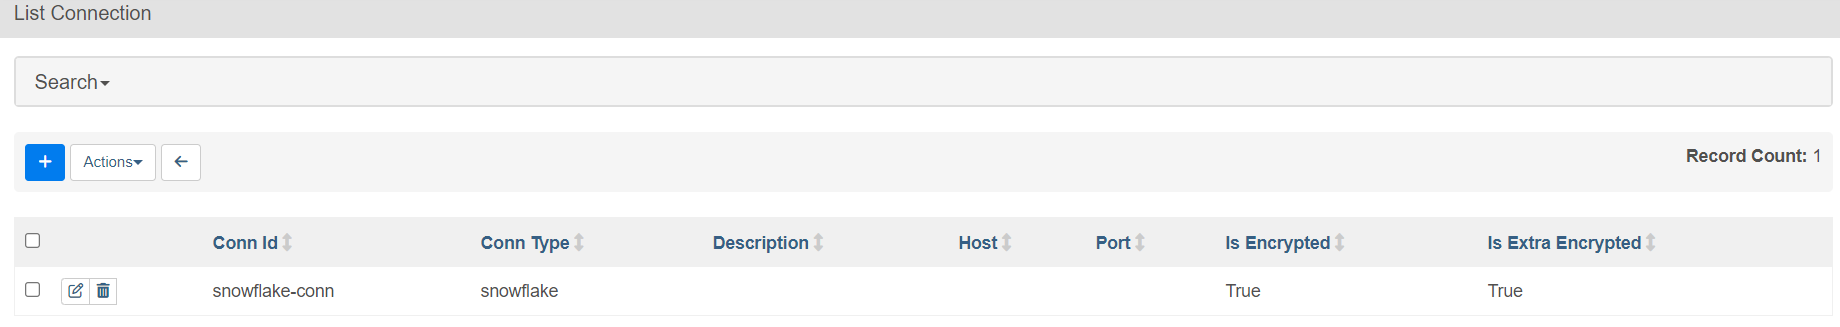 List Connection
Search
Actions
Record Count: 1
Conn Id Conn Type Description Host Port Is Encrypted Is Extra Encrypted
snowflake-conn snowflake True True